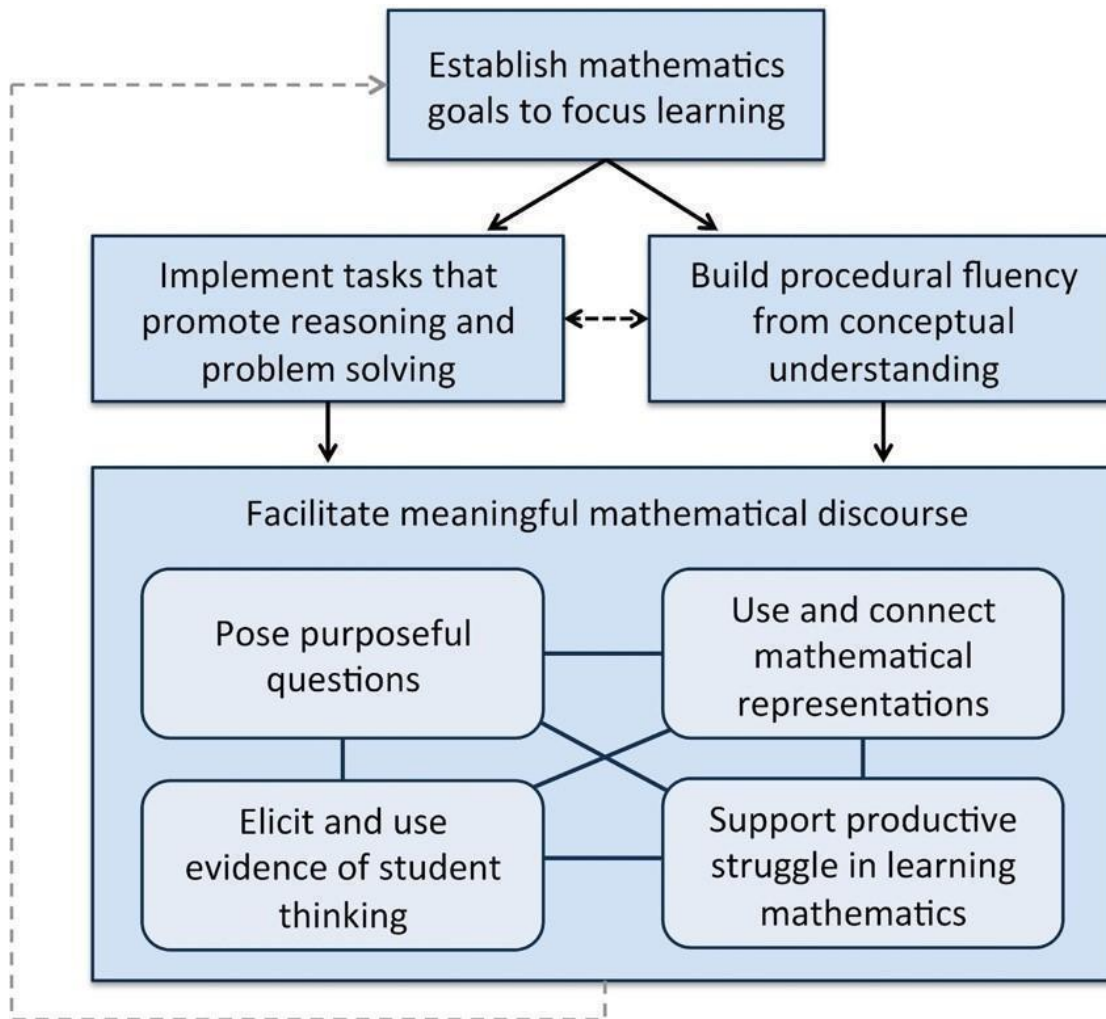 Establish mathematics
goals to focus learning
Implement tasks that
promote reasoning and
problem solving
Build procedural fluency
from conceptual
understanding
Facilitate meaningful mathematical discourse
Pose purposeful
questions
Use and connect
mathematical
representations
Elicit and use
evidence of student
thinking
Support productive
struggle in learning
mathematics